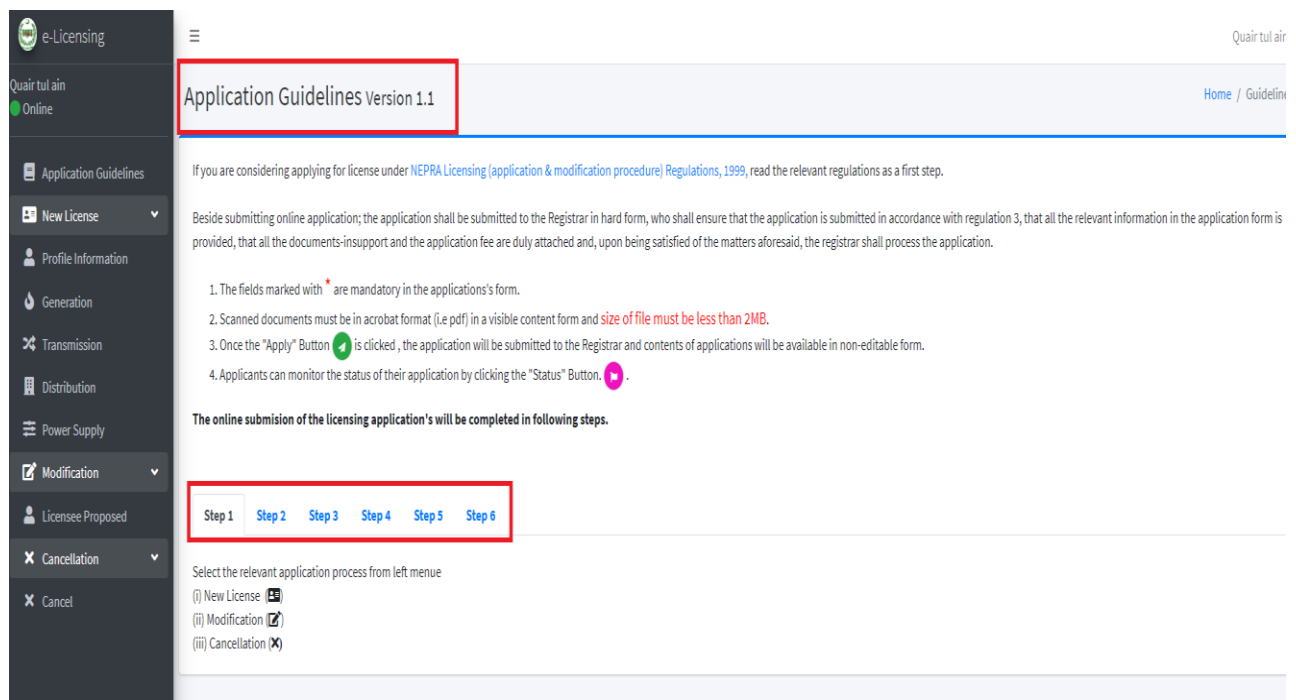 e-Licensing
Quair tul ain
Quair tul ain
Online
Application Guidelines Version 1.1
Home / Guideline
Application Guidelines
New License
Profile Information
Generation
Transmission
Distribution
Power Supply
Modification
Licensee Proposed
Cancellation
Cancel
If you are considering applying for license under NEPRA Licensing (application & modification procedure) Regulations, 1999, read the relevant regulations as a first step.
Beside submitting online application; the application shall be submitted to the Registrar in hard form, who shall ensure that the application is submitted in accordance with regulation 3, that all the relevant information in the application form is
provided, that all the documents-insupport and the application fee are duly attached and, upon being satisfied of the matters aforesaid, the registrar shall process the application.
1. The fields marked with * are mandatory in the applications's form.
2. Scanned documents must be in acrobat format (i.e pdf) in a visible content form and size of file must be less than 2MB.
3. Once the "Apply" Button is clicked , the application will be submitted to the Registrar and contents of applications will be available in non-editable form.
4. Applicants can monitor the status of their application by clicking the "Status" Button. .
The online submision of the licensing application's will be completed in following steps.
Step 1 Step 2 Step 3 Step 4 Step 5 Step 6
Select the relevant application process from left menue
(i) New License ()
(ii) Modification ()
(iii) Cancellation (X)